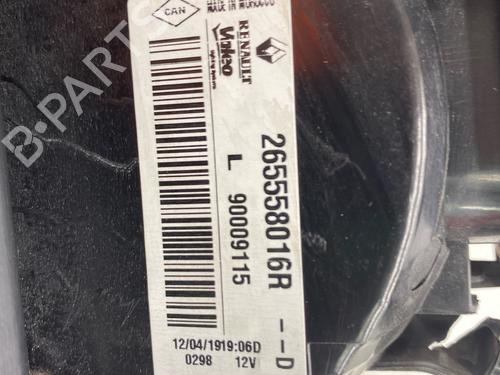 CAN
MADE IN MOROCCO
RENAULT
Valeo
265558016R
-- D
L 90009115
12/04/1919:06D
0298 12V
B-PARTS